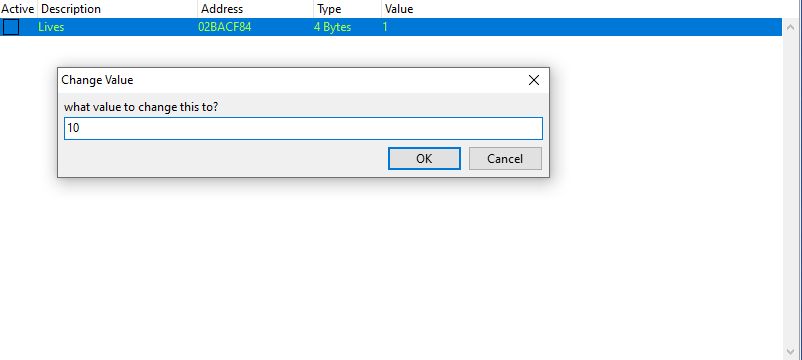 Active Description Address Type Value
Lives 02BACF84 4 Bytes 1
Change Value
what value to change this to?
10
OK Cancel